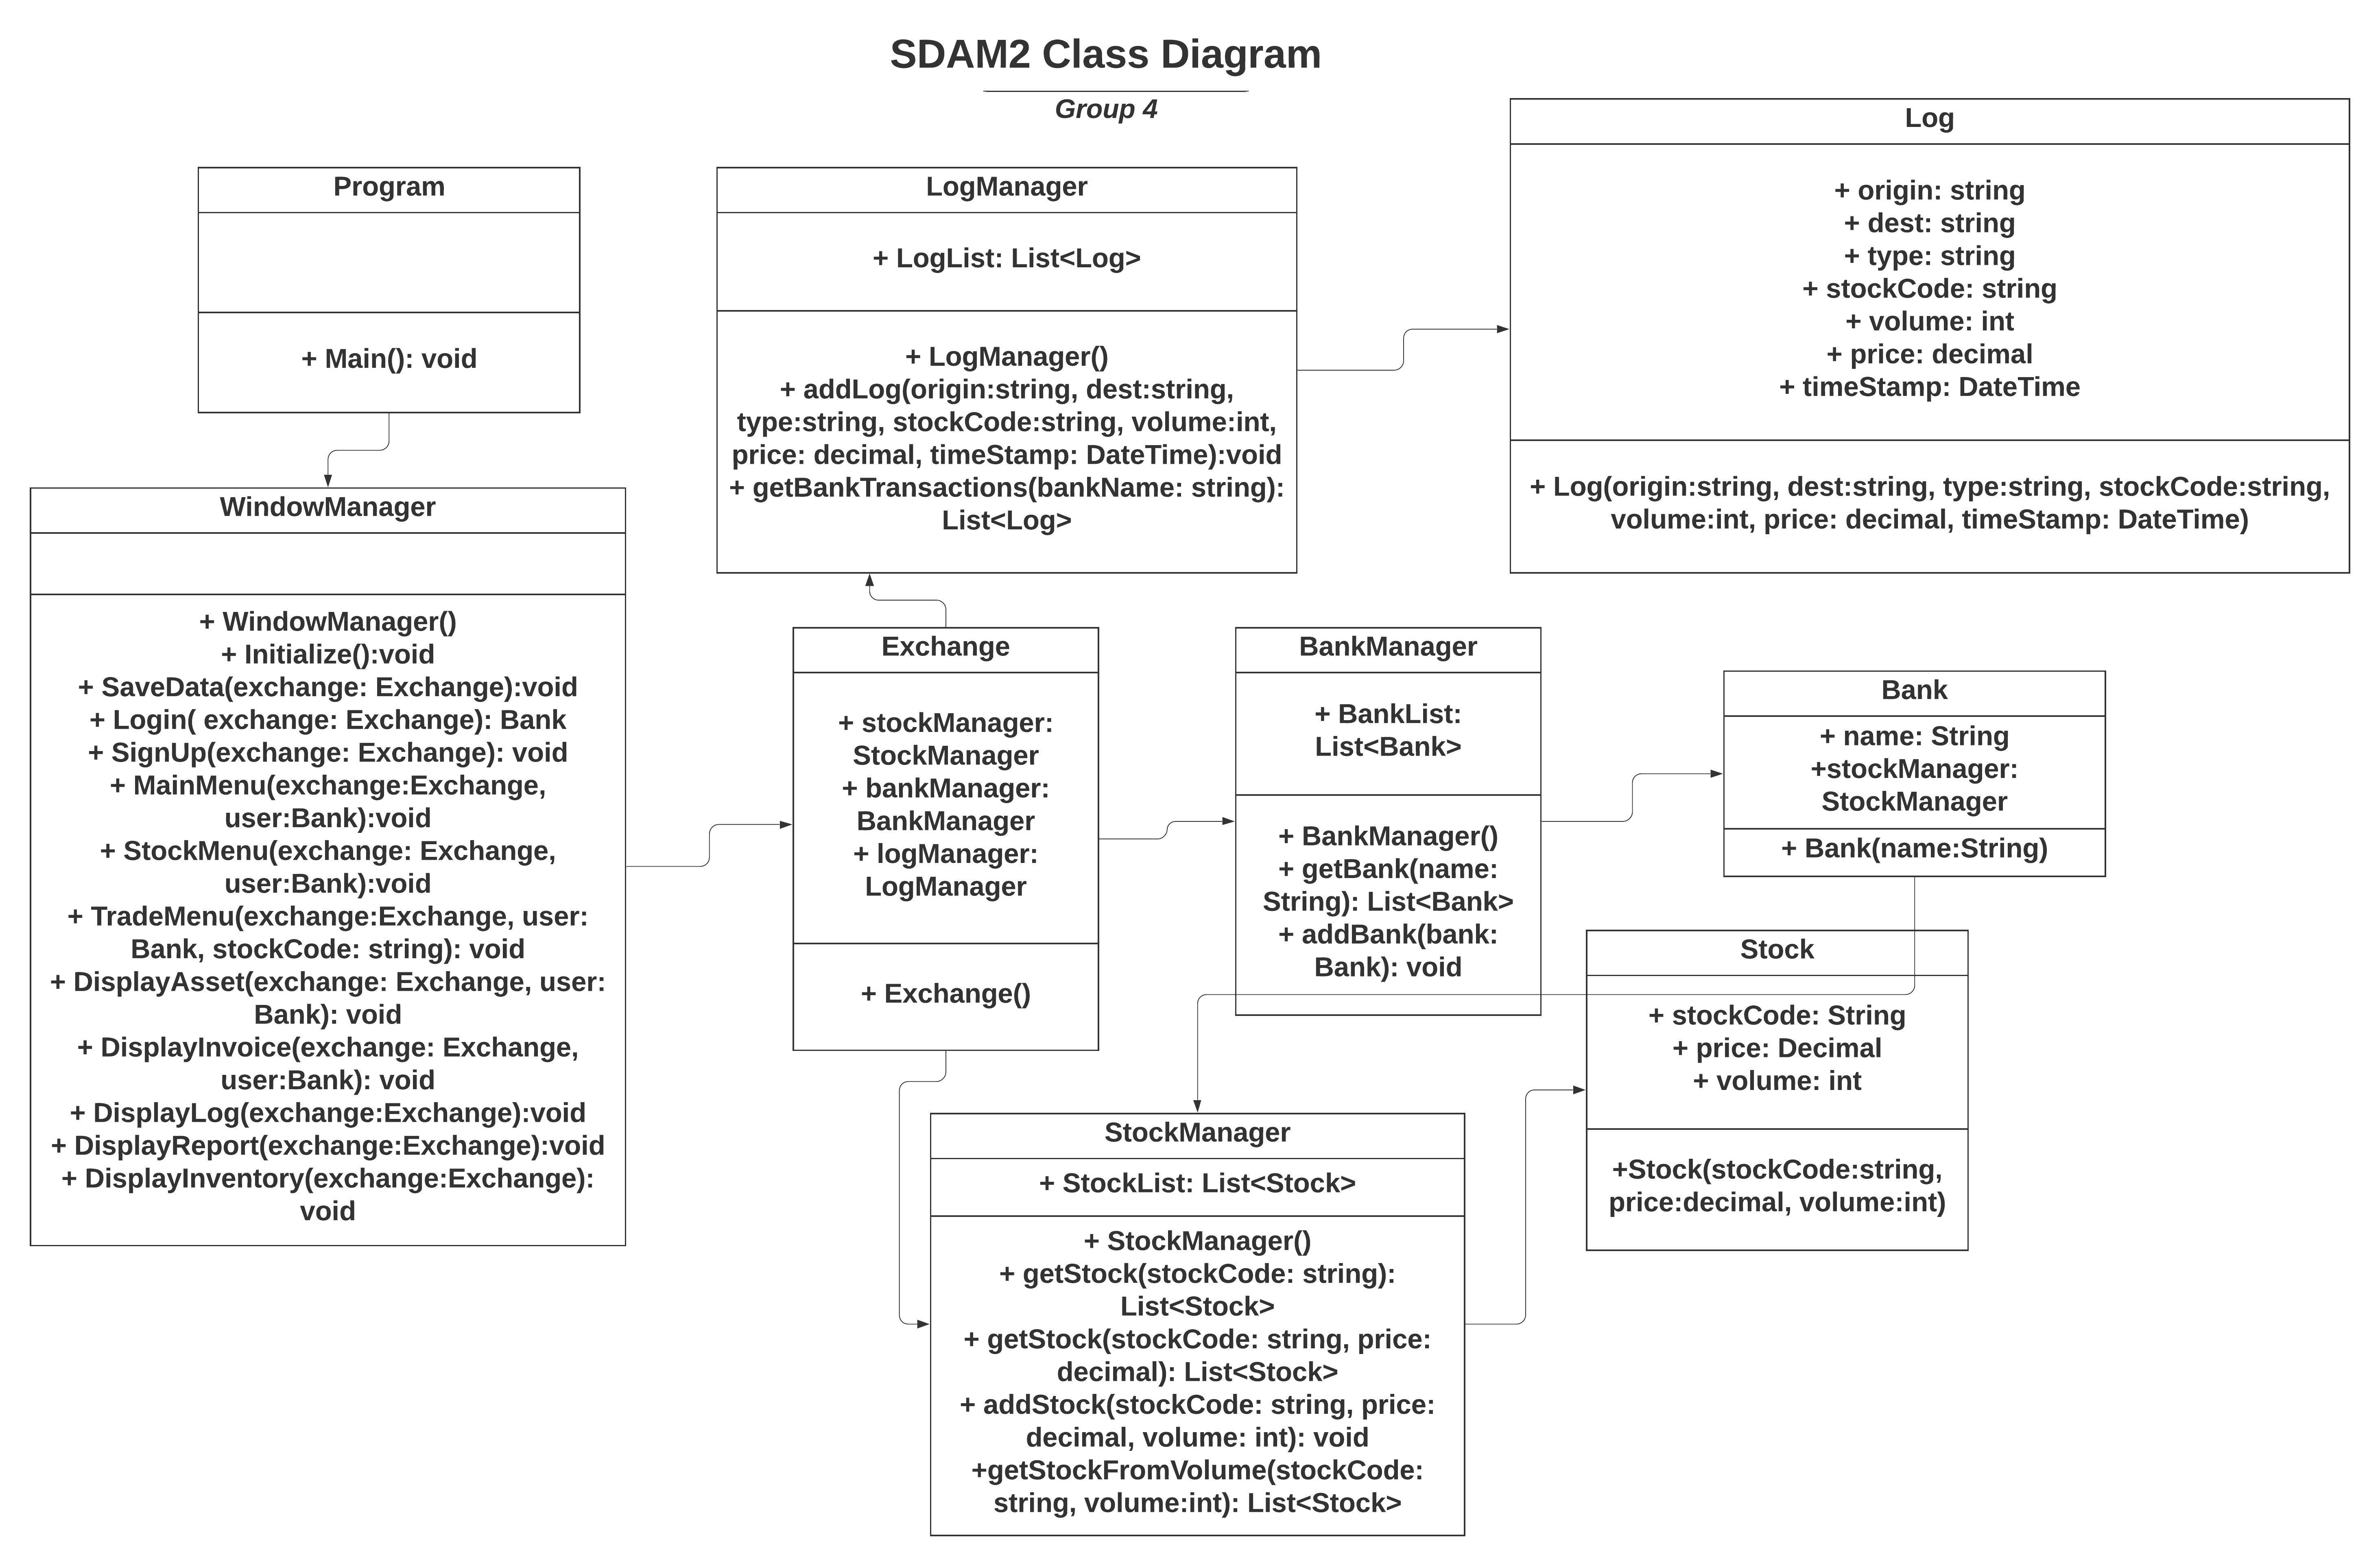 SDAM2 Class Diagram
Group 4
Program
+ Main(): void
LogManager
+ LogList: List<Log>
+ LogManager()
+ addLog(origin:string, dest:string,
type:string, stockCode:string, volume:int,
price: decimal, timeStamp: DateTime):void
+ getBankTransactions(bankName: string):
List<Log>
Log
+ origin: string
+ dest: string
+ type: string
+ stockCode: string
+ volume: int
+ price: decimal
+ timeStamp: DateTime
+ Log(origin:string, dest:string, type:string, stockCode:string,
volume:int, price: decimal, timeStamp: DateTime)
WindowManager
+ WindowManager()
+ Initialize():void
+ SaveData(exchange: Exchange):void
+ Login( exchange: Exchange): Bank
+ SignUp(exchange: Exchange): void
+ MainMenu(exchange:Exchange,
user:Bank):void
+ StockMenu(exchange: Exchange,
user:Bank):void
+ TradeMenu(exchange:Exchange, user:
Bank, stockCode: string): void
+ DisplayAsset(exchange: Exchange, user:
Bank): void
+ DisplayInvoice(exchange: Exchange,
user:Bank): void
+ DisplayLog(exchange:Exchange):void
+ DisplayReport(exchange:Exchange):void
+ DisplayInventory(exchange:Exchange):
void
Exchange
+ stockManager:
StockManager
+ bankManager:
BankManager
+ logManager:
LogManager
+ Exchange()
BankManager
+ BankList:
List<Bank>
+ BankManager()
+ getBank(name:
String): List<Bank>
+ addBank(bank:
Bank): void
Bank
+ name: String
+stockManager:
StockManager
+ Bank(name:String)
Stock
+ stockCode: String
+ price: Decimal
+ volume: int
+Stock(stockCode:string,
price:decimal, volume:int)
StockManager
+ StockList: List<Stock>
+ StockManager()
+ getStock(stockCode: string):
List<Stock>
+ getStock(stockCode: string, price:
decimal): List<Stock>
+ addStock(stockCode: string, price:
decimal, volume: int): void
+getStockFromVolume(stockCode:
string, volume:int): List<Stock>